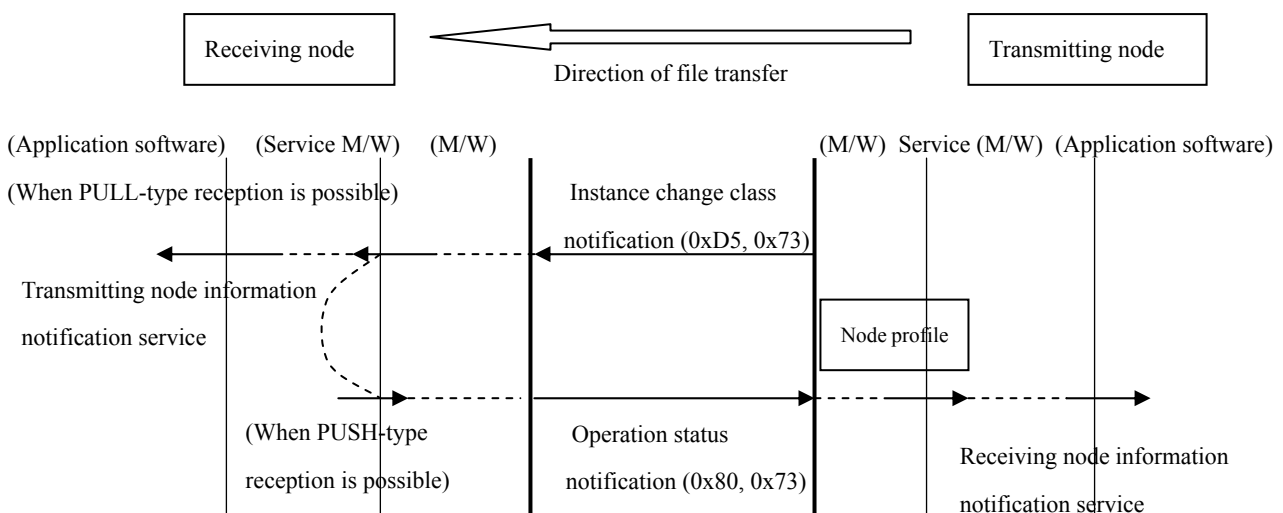 Receiving node
Direction of file transfer
Transmitting node
(Application software) (Service M/W) (M/W)
(M/W) Service (M/W) (Application software)
(When PULL-type reception is possible)
Instance change class
notification (0xD5, 0x73)
Transmitting node information
notification service
Node profile
(When PUSH-type
reception is possible)
Operation status
notification (0x80, 0x73)
Receiving node information
notification service